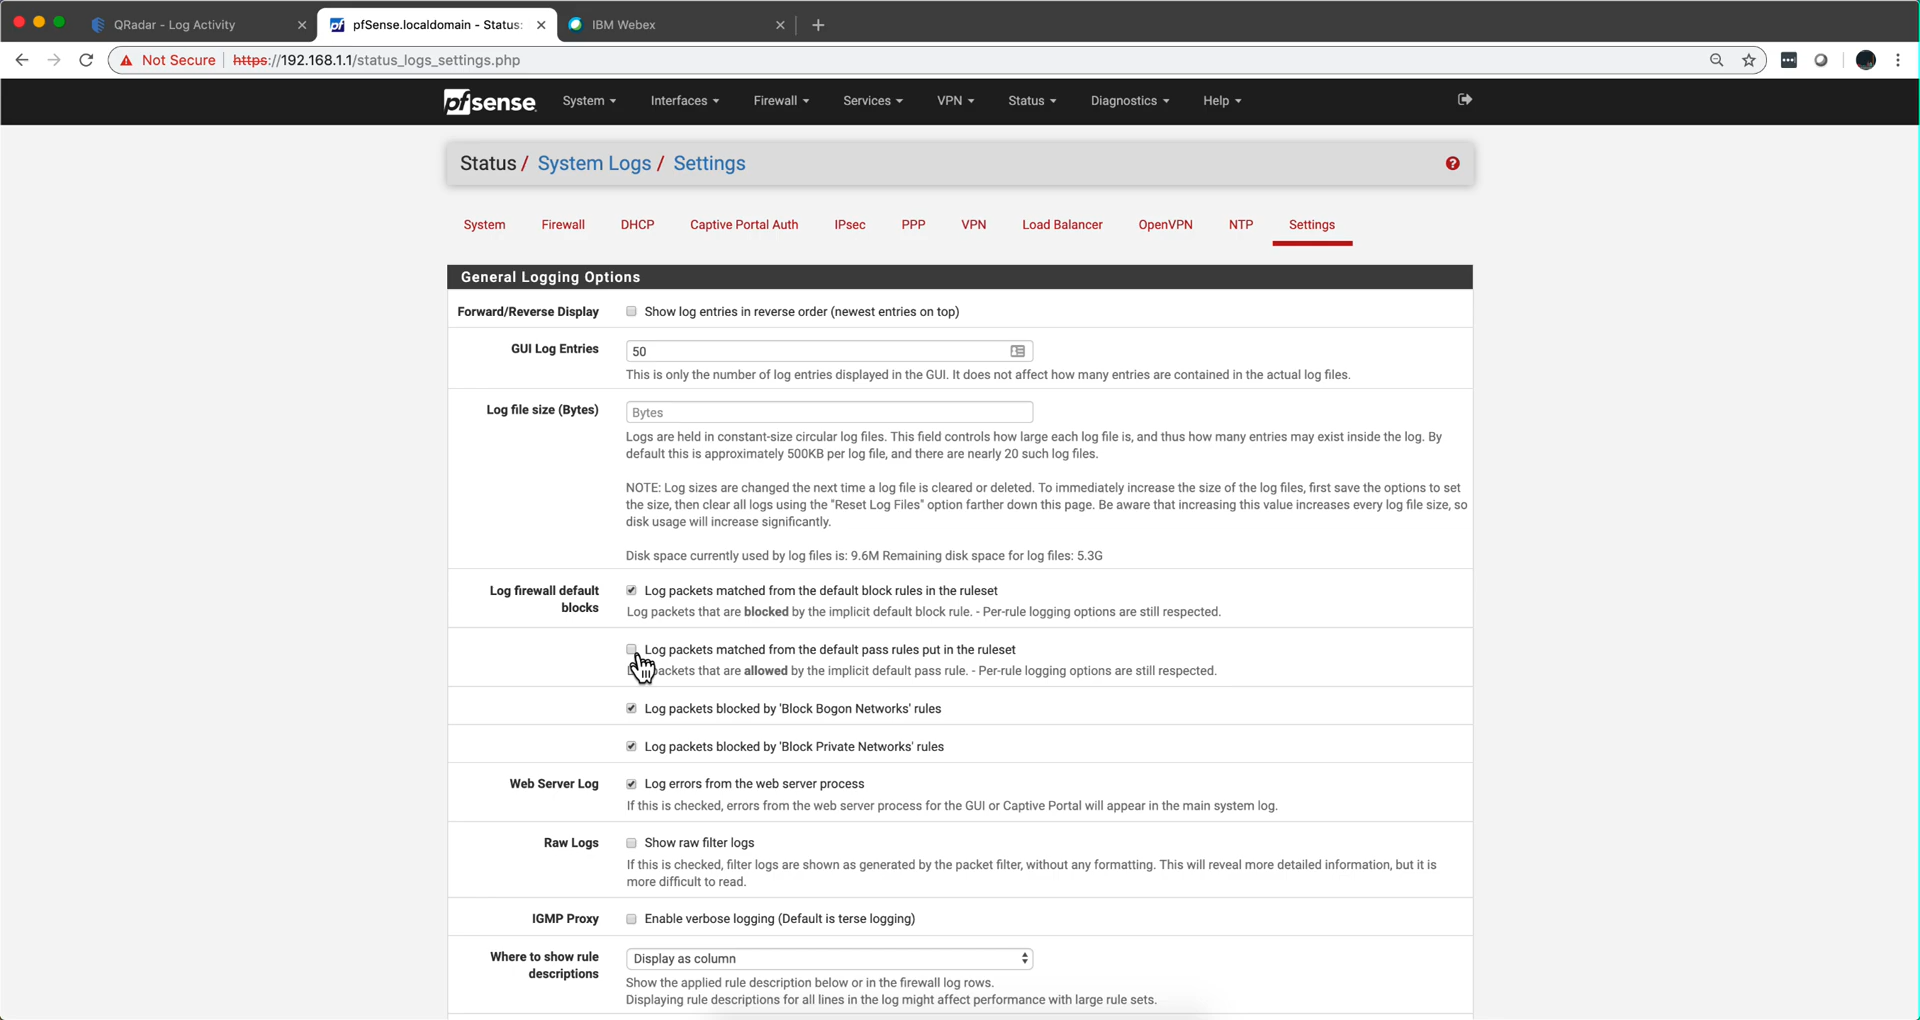 QRadar - Log Activity
pfSense.localdomain - Status:
IBM Webex
Not Secure https://192.168.1.1/status_logs_settings.php
pfsense System Interfaces Firewall Services VPN Status Diagnostics Help
Status / System Logs / Settings
System Firewall DHCP Captive Portal Auth IPsec PPP VPN Load Balancer OpenVPN NTP Settings
General Logging Options
Forward/Reverse Display Show log entries in reverse order (newest entries on top)
GUI Log Entries 50
This is only the number of log entries displayed in the GUI. It does not affect how many entries are contained in the actual log files.
Log file size (Bytes) Bytes
Logs are held in constant-size circular log files. This field controls how large each log file is, and thus how many entries may exist inside the log. By
default this is approximately 500KB per log file, and there are nearly 20 such log files.
NOTE: Log sizes are changed the next time a log file is cleared or deleted. To immediately increase the size of the log files, first save the options to set
the size, then clear all logs using the "Reset Log Files" option farther down this page. Be aware that increasing this value increases every log file size, so
disk usage will increase significantly.
Disk space currently used by log files is: 9.6M Remaining disk space for log files: 5.3G
Log firewall default
blocks
Log packets matched from the default block rules in the ruleset
Log packets that are blocked by the implicit default block rule. - Per-rule logging options are still respected.
Log packets matched from the default pass rules put in the ruleset
packets that are allowed by the implicit default pass rule. - Per-rule logging options are still respected.
Log packets blocked by 'Block Bogon Networks' rules
Log packets blocked by 'Block Private Networks' rules
Web Server Log Log errors from the web server process
If this is checked, errors from the web server process for the GUI or Captive Portal will appear in the main system log.
Raw Logs Show raw filter logs
If this is checked, filter logs are shown as generated by the packet filter, without any formatting. This will reveal more detailed information, but it is
more difficult to read.
IGMP Proxy Enable verbose logging (Default is terse logging)
Where to show rule
descriptions
Display as column
Show the applied rule description below or in the firewall log rows.
Displaying rule descriptions for all lines in the log might affect performance with large rule sets.